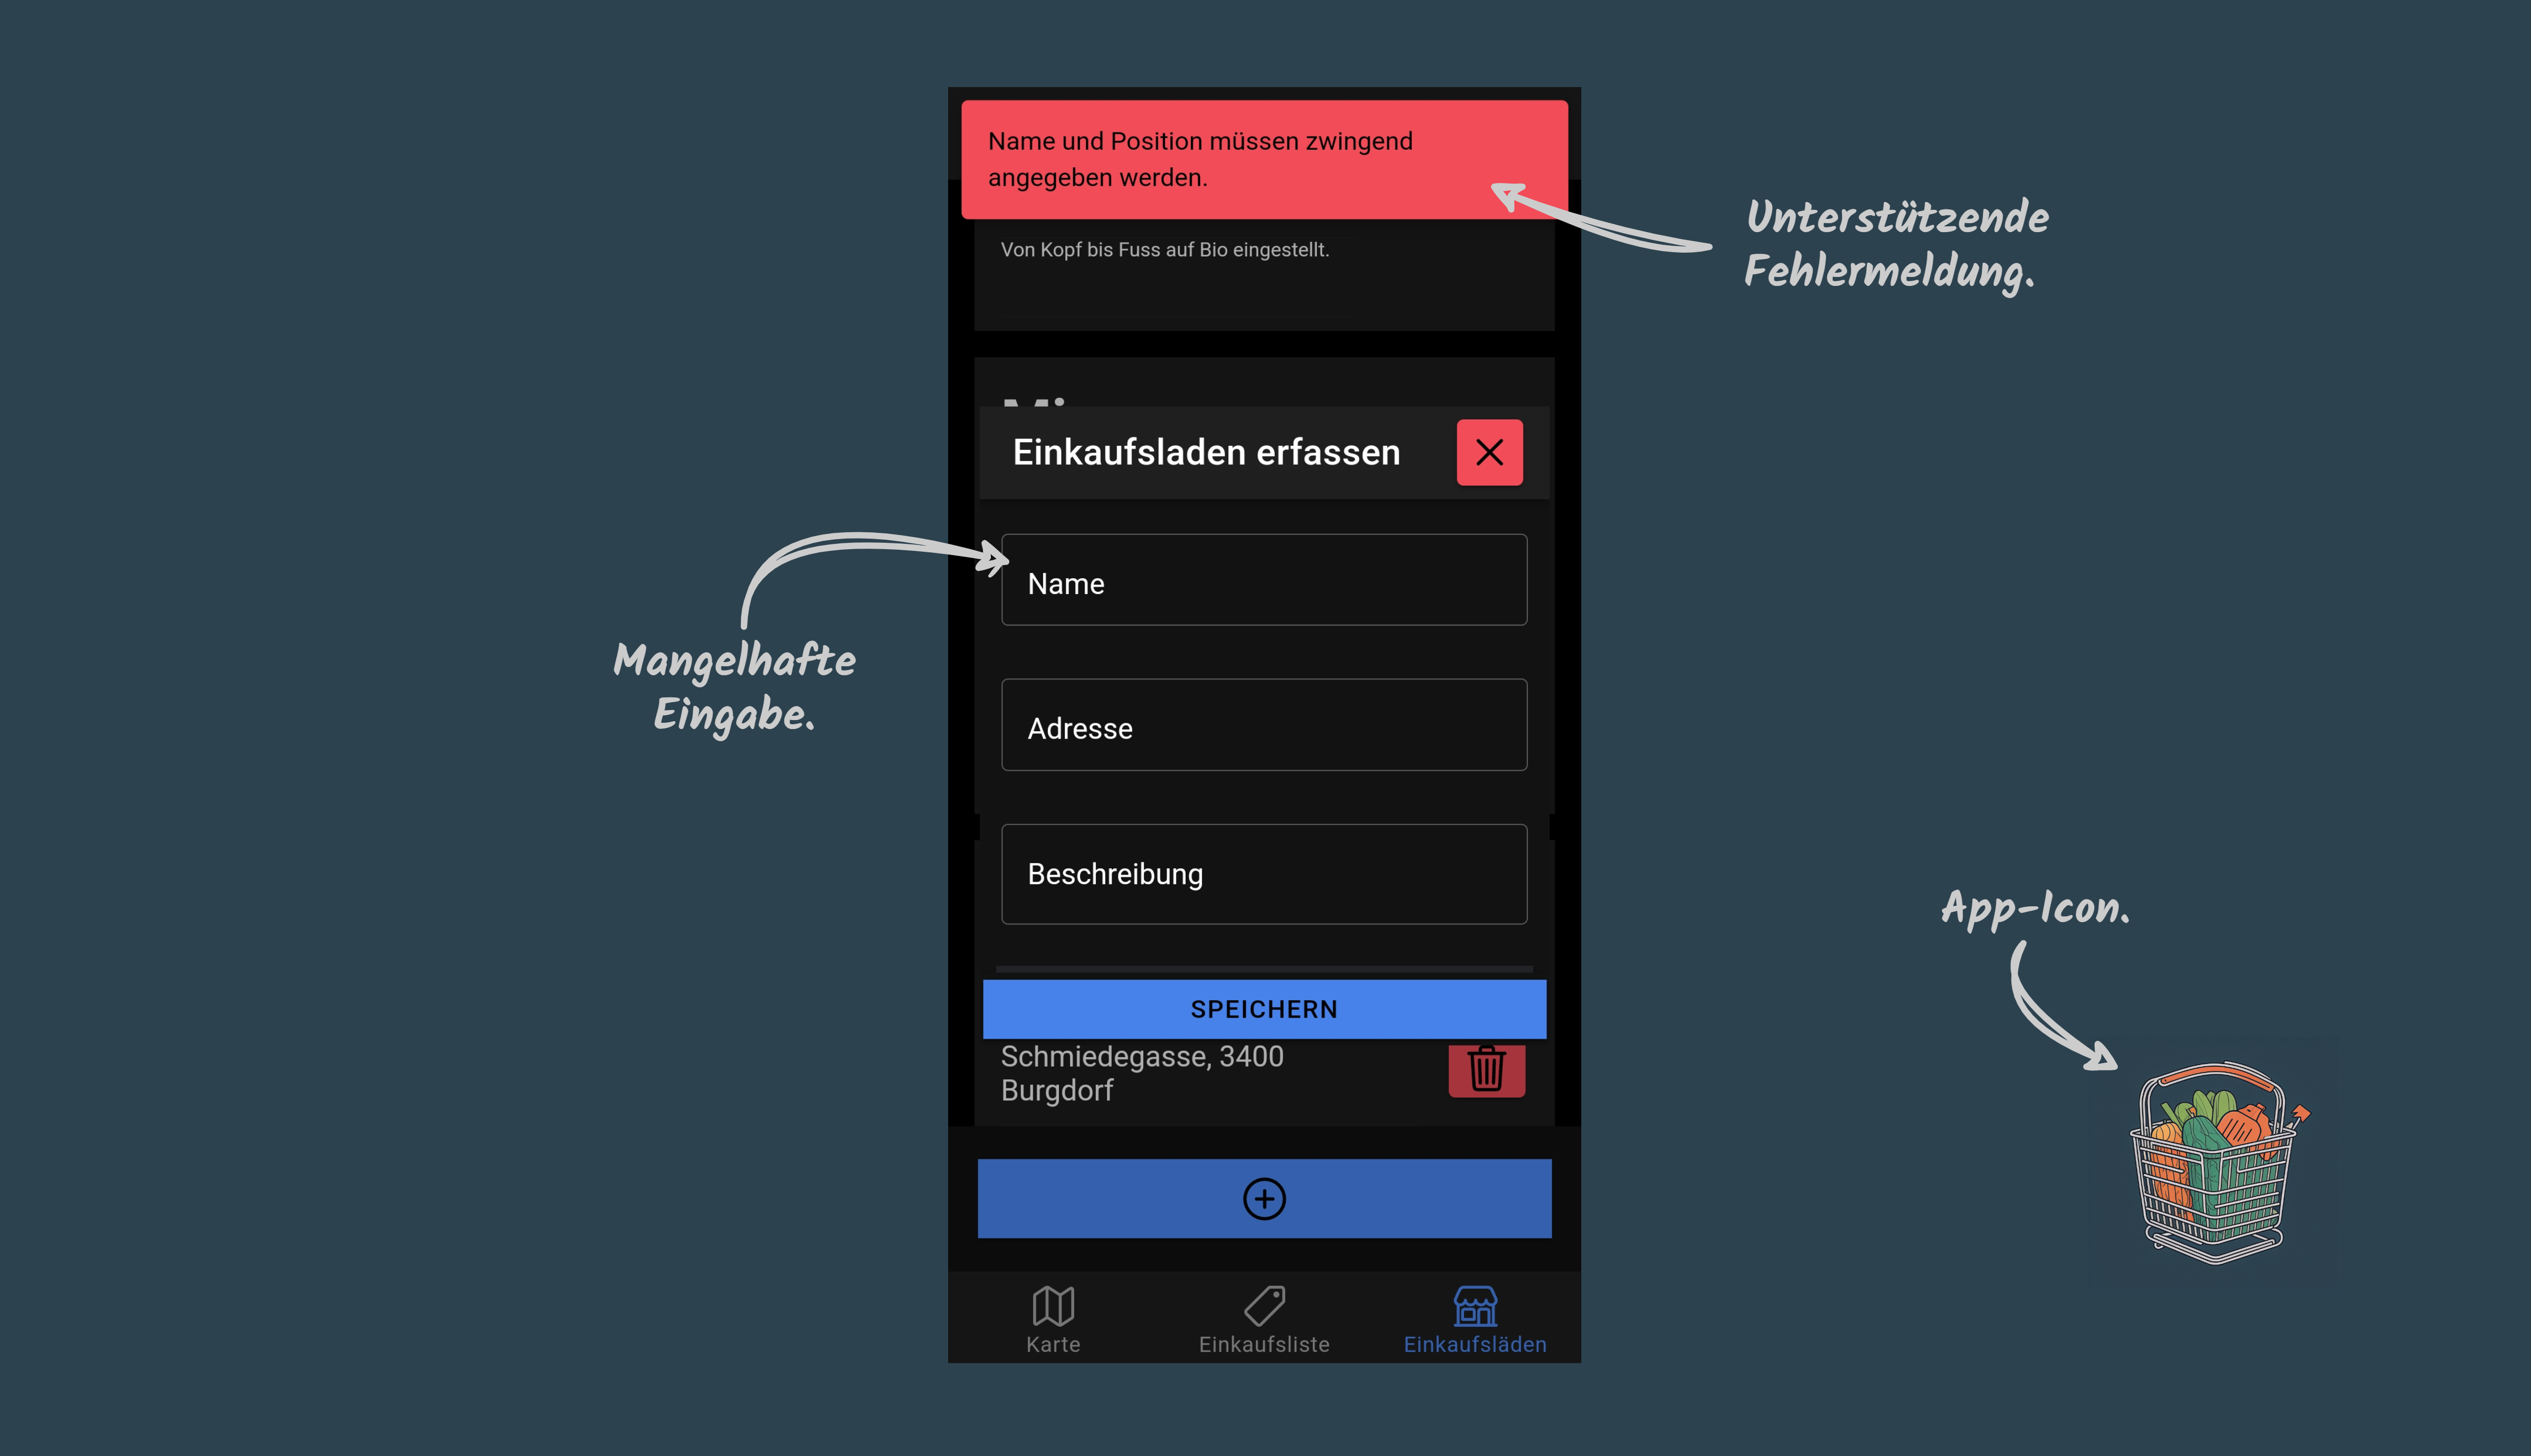 Name und Position müssen zwingend
angegeben werden.
Unterstützende
Fehlermeldung.
Von Kopf bis Fuss auf Bio eingestellt.
Einkaufsladen erfassen
Name
Mangelhafte
Eingabe.
Adresse
Beschreibung
App-Icon.
SPEICHERN
Schmiedegasse, 3400
Burgdorf
Karte
Einkaufsliste
Einkaufsläden